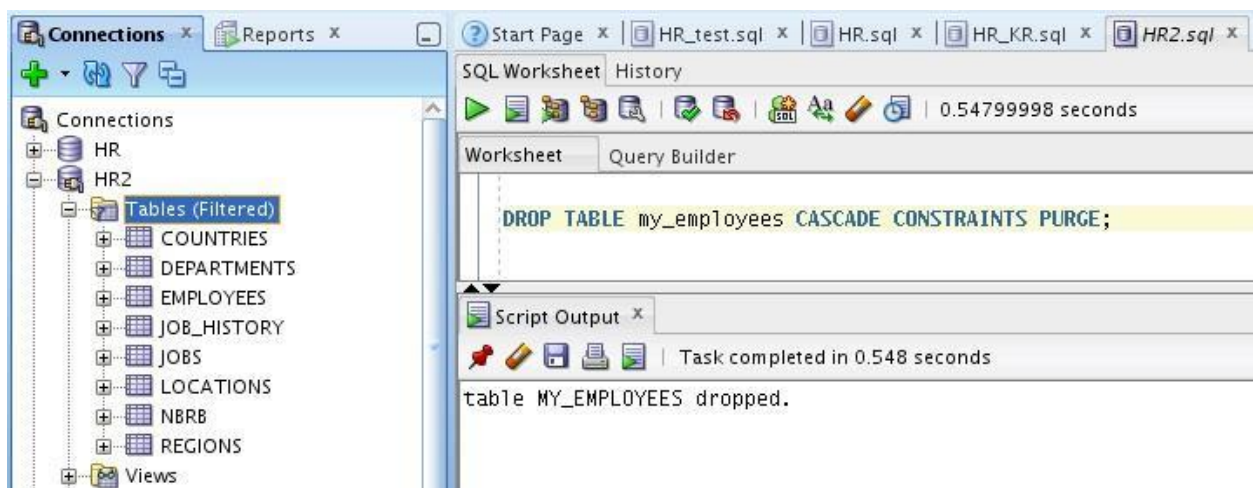 Connections x Reports x
Connections
HR
HR2
Tables (Filtered)
COUNTRIES
DEPARTMENTS
EMPLOYEES
JOB_HISTORY
JOBS
LOCATIONS
NBRB
REGIONS
Views
Start Page x HR_test.sql x HR.sql x HR_KR.sql x HR2.sql x
SQL Worksheet History
0.54799998 seconds
Worksheet Query Builder
DROP TABLE my_employees CASCADE CONSTRAINTS PURGE;
Script Output x
Task completed in 0.548 seconds
table MY_EMPLOYEES dropped.